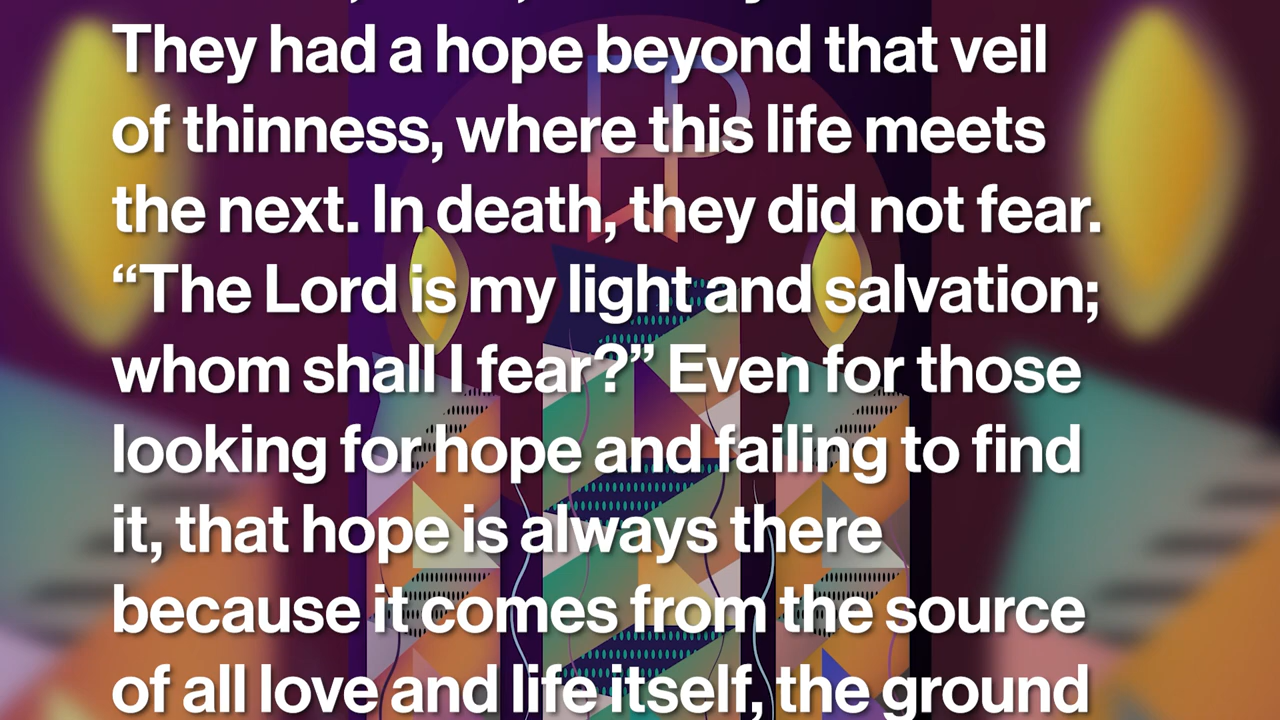 They had a hope beyond that veil
of thinness, where this life meets
the next. In death, they did not fear.
“The Lord is my light and salvation;
whom shall I fear?” Even for those
looking for hope and failing to find
it, that hope is always there
because it comes from the source
of all love and life itself, the ground